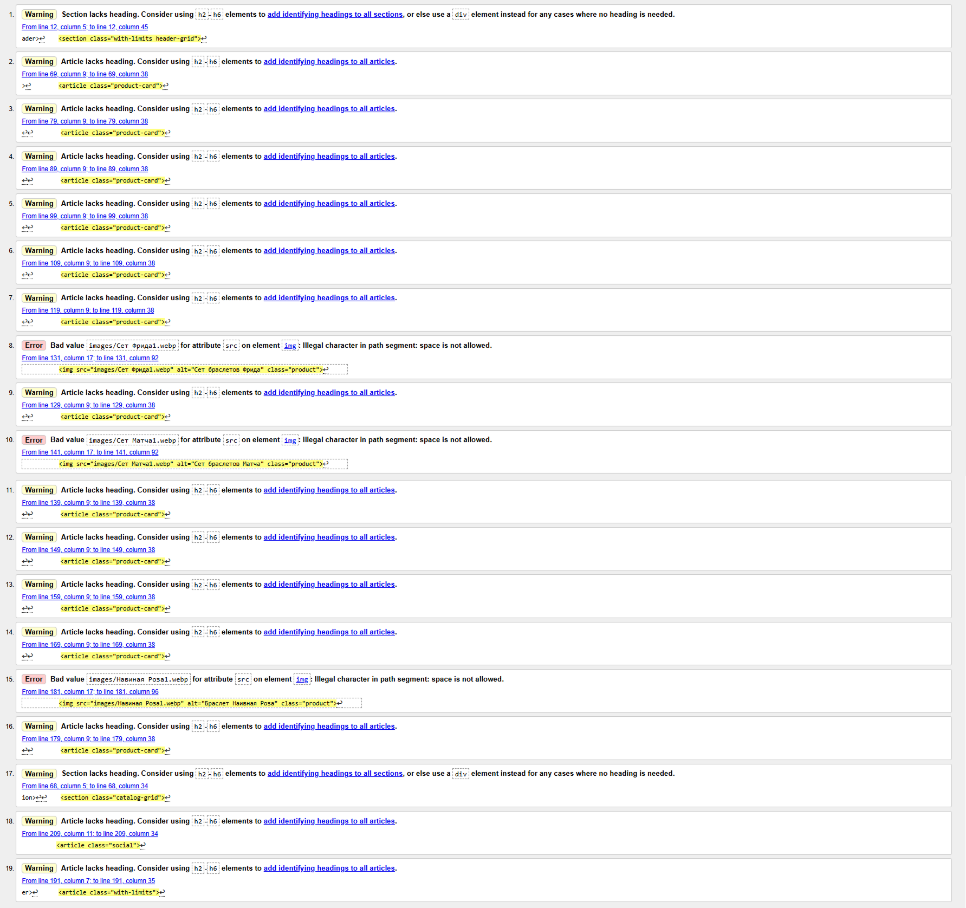 1. Warning Section lacks heading. Consider using h2-h6 elements to add identifying headings to all sections, or else use a div element instead for any cases where no heading is needed.
From line 12, column 5; to line 12, column 45
ader>↩ <section class="with-limits header-grid">↩
2. Warning Article lacks heading. Consider using h2-h6 elements to add identifying headings to all articles.
From line 69, column 9; to line 69, column 38
>↩ <article class="product-card">↩
3. Warning Article lacks heading. Consider using h2-h6 elements to add identifying headings to all articles.
From line 79, column 9; to line 79, column 38
↩↩ <article class="product-card">↩
4. Warning Article lacks heading. Consider using h2-h6 elements to add identifying headings to all articles.
From line 89, column 9; to line 89, column 38
↩↩ <article class="product-card">↩
5. Warning Article lacks heading. Consider using h2-h6 elements to add identifying headings to all articles.
From line 99, column 9; to line 99, column 38
↩↩ <article class="product-card">↩
6. Warning Article lacks heading. Consider using h2-h6 elements to add identifying headings to all articles.
From line 109, column 9; to line 109, column 38
↩↩ <article class="product-card">↩
7. Warning Article lacks heading. Consider using h2-h6 elements to add identifying headings to all articles.
From line 119, column 9; to line 119, column 38
↩↩ <article class="product-card">↩
8. Error Bad value images/Сет Фрида1.webp for attribute src on element img: Illegal character in path segment: space is not allowed.
From line 131, column 17; to line 131, column 92
<img src="images/Сет Фрида1.webp" alt="Сет браслетов Фрида" class="product">↩
9. Warning Article lacks heading. Consider using h2-h6 elements to add identifying headings to all articles.
From line 129, column 9; to line 129, column 38
↩↩ <article class="product-card">↩
10. Error Bad value images/Сет Матча1.webp for attribute src on element img: Illegal character in path segment: space is not allowed.
From line 141, column 17; to line 141, column 92
<img src="images/Сет Матча1.webp" alt="Сет браслетов Матча" class="product">↩
11. Warning Article lacks heading. Consider using h2-h6 elements to add identifying headings to all articles.
From line 139, column 9; to line 139, column 38
↩↩ <article class="product-card">↩
12. Warning Article lacks heading. Consider using h2-h6 elements to add identifying headings to all articles.
From line 149, column 9; to line 149, column 38
↩↩ <article class="product-card">↩
13. Warning Article lacks heading. Consider using h2-h6 elements to add identifying headings to all articles.
From line 159, column 9; to line 159, column 38
↩↩ <article class="product-card">↩
14. Warning Article lacks heading. Consider using h2-h6 elements to add identifying headings to all articles.
From line 169, column 9; to line 169, column 38
↩↩ <article class="product-card">↩
15. Error Bad value images/Навиная Роза1.webp for attribute src on element img: Illegal character in path segment: space is not allowed.
From line 181, column 17; to line 181, column 96
<img src="images/Навиная Роза1.webp" alt="Браслет Наивная Роза" class="product">↩
16. Warning Article lacks heading. Consider using h2-h6 elements to add identifying headings to all articles.
From line 179, column 9; to line 179, column 38
↩↩ <article class="product-card">↩
17. Warning Section lacks heading. Consider using h2-h6 elements to add identifying headings to all sections, or else use a div element instead for any cases where no heading is needed.
From line 68, column 5; to line 68, column 34
ion>↩↩ <section class="catalog-grid">↩
18. Warning Article lacks heading. Consider using h2-h6 elements to add identifying headings to all articles.
From line 209, column 11; to line 209, column 34
<article class="social">↩
19. Warning Article lacks heading. Consider using h2-h6 elements to add identifying headings to all articles.
From line 191, column 7; to line 191, column 35
er>↩ <article class="with-limits">↩